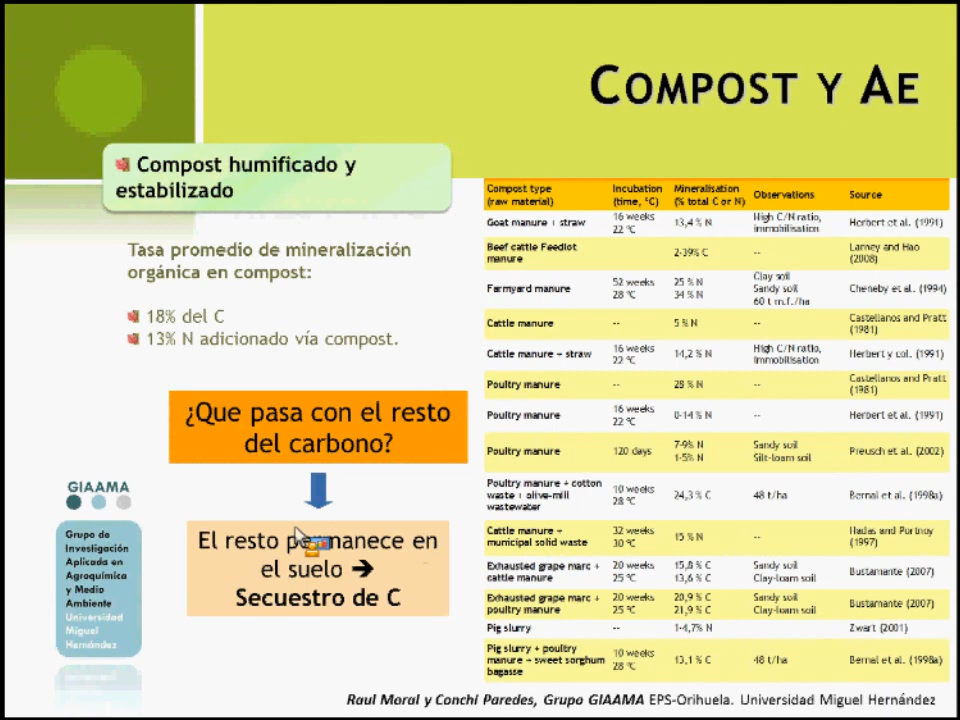 COMPOST Y AE
Compost humificado y
estabilizado
Tasa promedio de mineralización
orgánica en compost:
18% del C
13% N adicionado vía compost.
¿Que pasa con el resto
del carbono?
El resto permanece en
el suelo ➔
Secuestro de C
GIAAMA
Grupo de
Investigación
Aplicada en
Agroquímica
y Medio
Ambiente
Universidad
Miguel
Hernández
Compost type (raw material) Incubation (time, °C) Mineralisation (% total C or N) Observations Source
Goat manure + straw 16 weeks 22 °C 13,4 % N High C/N ratio, immobilisation Herbert et al. (1991)
Beef cattle Feedlot manure 2-39% C -- Larney and Hao (2008)
Farmyard manure 52 weeks 28 °C 25 % N 34 % N Clay soil Sandy soil 60 t m.f./ha Cheneby et al. (1994)
Cattle manure -- 5 % N -- Castellanos and Pratt (1981)
Cattle manure + straw 16 weeks 22 °C 14,2 % N High C/N ratio, immobilisation Herbert y col. (1991)
Poultry manure -- 28 % N -- Castellanos and Pratt (1981)
Poultry manure 16 weeks 22 °C 0-14 % N -- Herbert et al. (1991)
Poultry manure 120 days 7-9% N 1-5% N Sandy soil Silt-loam soil Preusch et al. (2002)
Poultry manure + cotton waste + olive-mill wastewater 10 weeks 28 °C 24,3 % C 48 t/ha Bernal et al. (1998a)
Cattle manure + municipal solid waste 32 weeks 30 °C 15 % N -- Hadas and Portnoy (1997)
Exhausted grape marc + cattle manure 20 weeks 25 °C 15,8 % C 13,6 % C Sandy soil Clay-loam soil Bustamante (2007)
Exhausted grape marc + poultry manure 20 weeks 25 °C 20,9 % C 21,9 % C Sandy soil Clay-loam soil Bustamante (2007)
Pig slurry -- 1-4,7% N Zwart (2001)
Pig slurry + poultry manure + sweet sorghum bagasse 10 weeks 28 °C 13,1 % C 48 t/ha Bernal et al. (1998a)
Raul Moral y Conchi Paredes, Grupo GIAAMA EPS-Orihuela. Universidad Miguel Hernández